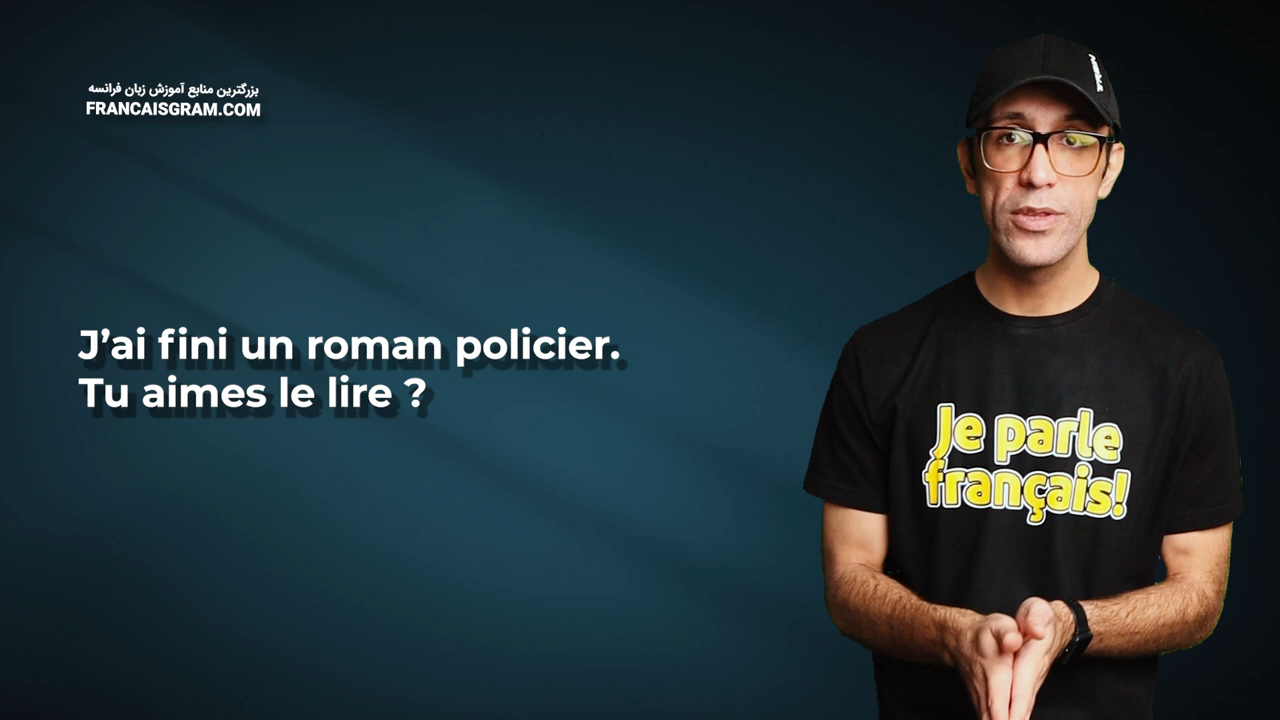 بزرگترین منابع آموزش زبان فرانسه
FRANCAISGRAM.COM
J’ai fini un roman policier.
Tu aimes le lire ?
Je parle
français!